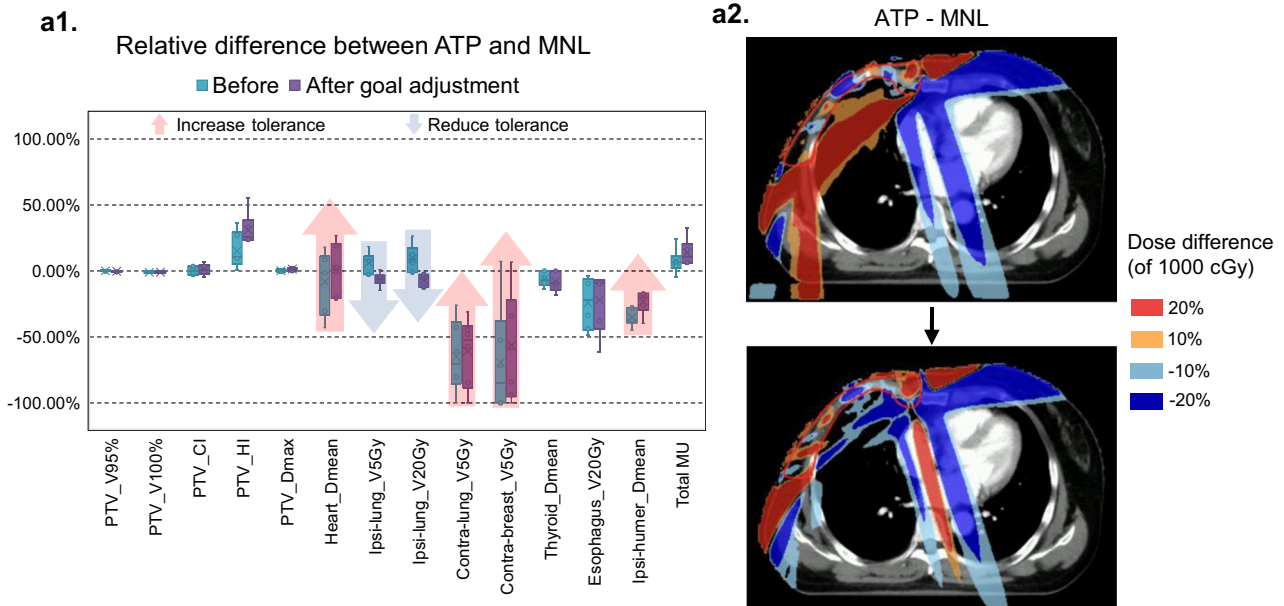 a1.
Relative difference between ATP and MNL
Before After goal adjustment
Increase tolerance Reduce tolerance
100.00%
50.00%
0.00%
-50.00%
-100.00%
PTV_V95%
PTV_V100%
PTV_CI
PTV_HI
PTV_Dmax
Heart_Dmean
Ipsi-lung_V5Gy
Ipsi-lung_V20Gy
Contra-lung_V5Gy
Contra-breast_V5Gy
Thyroid_Dmean
Esophagus_V20Gy
Ipsi-humer_Dmean
Total MU
a2.
ATP - MNL
Dose difference
(of 1000 cGy)
20%
10%
-10%
-20%